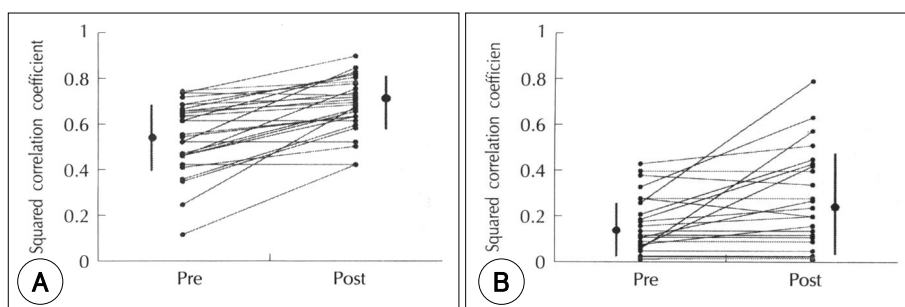 Squared correlation coefficient
1
0.8
0.6
0.4
0.2
0
Pre
Post
A
Squared correlation coefficien
1
0.8
0.6
0.4
0.2
0
Pre
Post
B